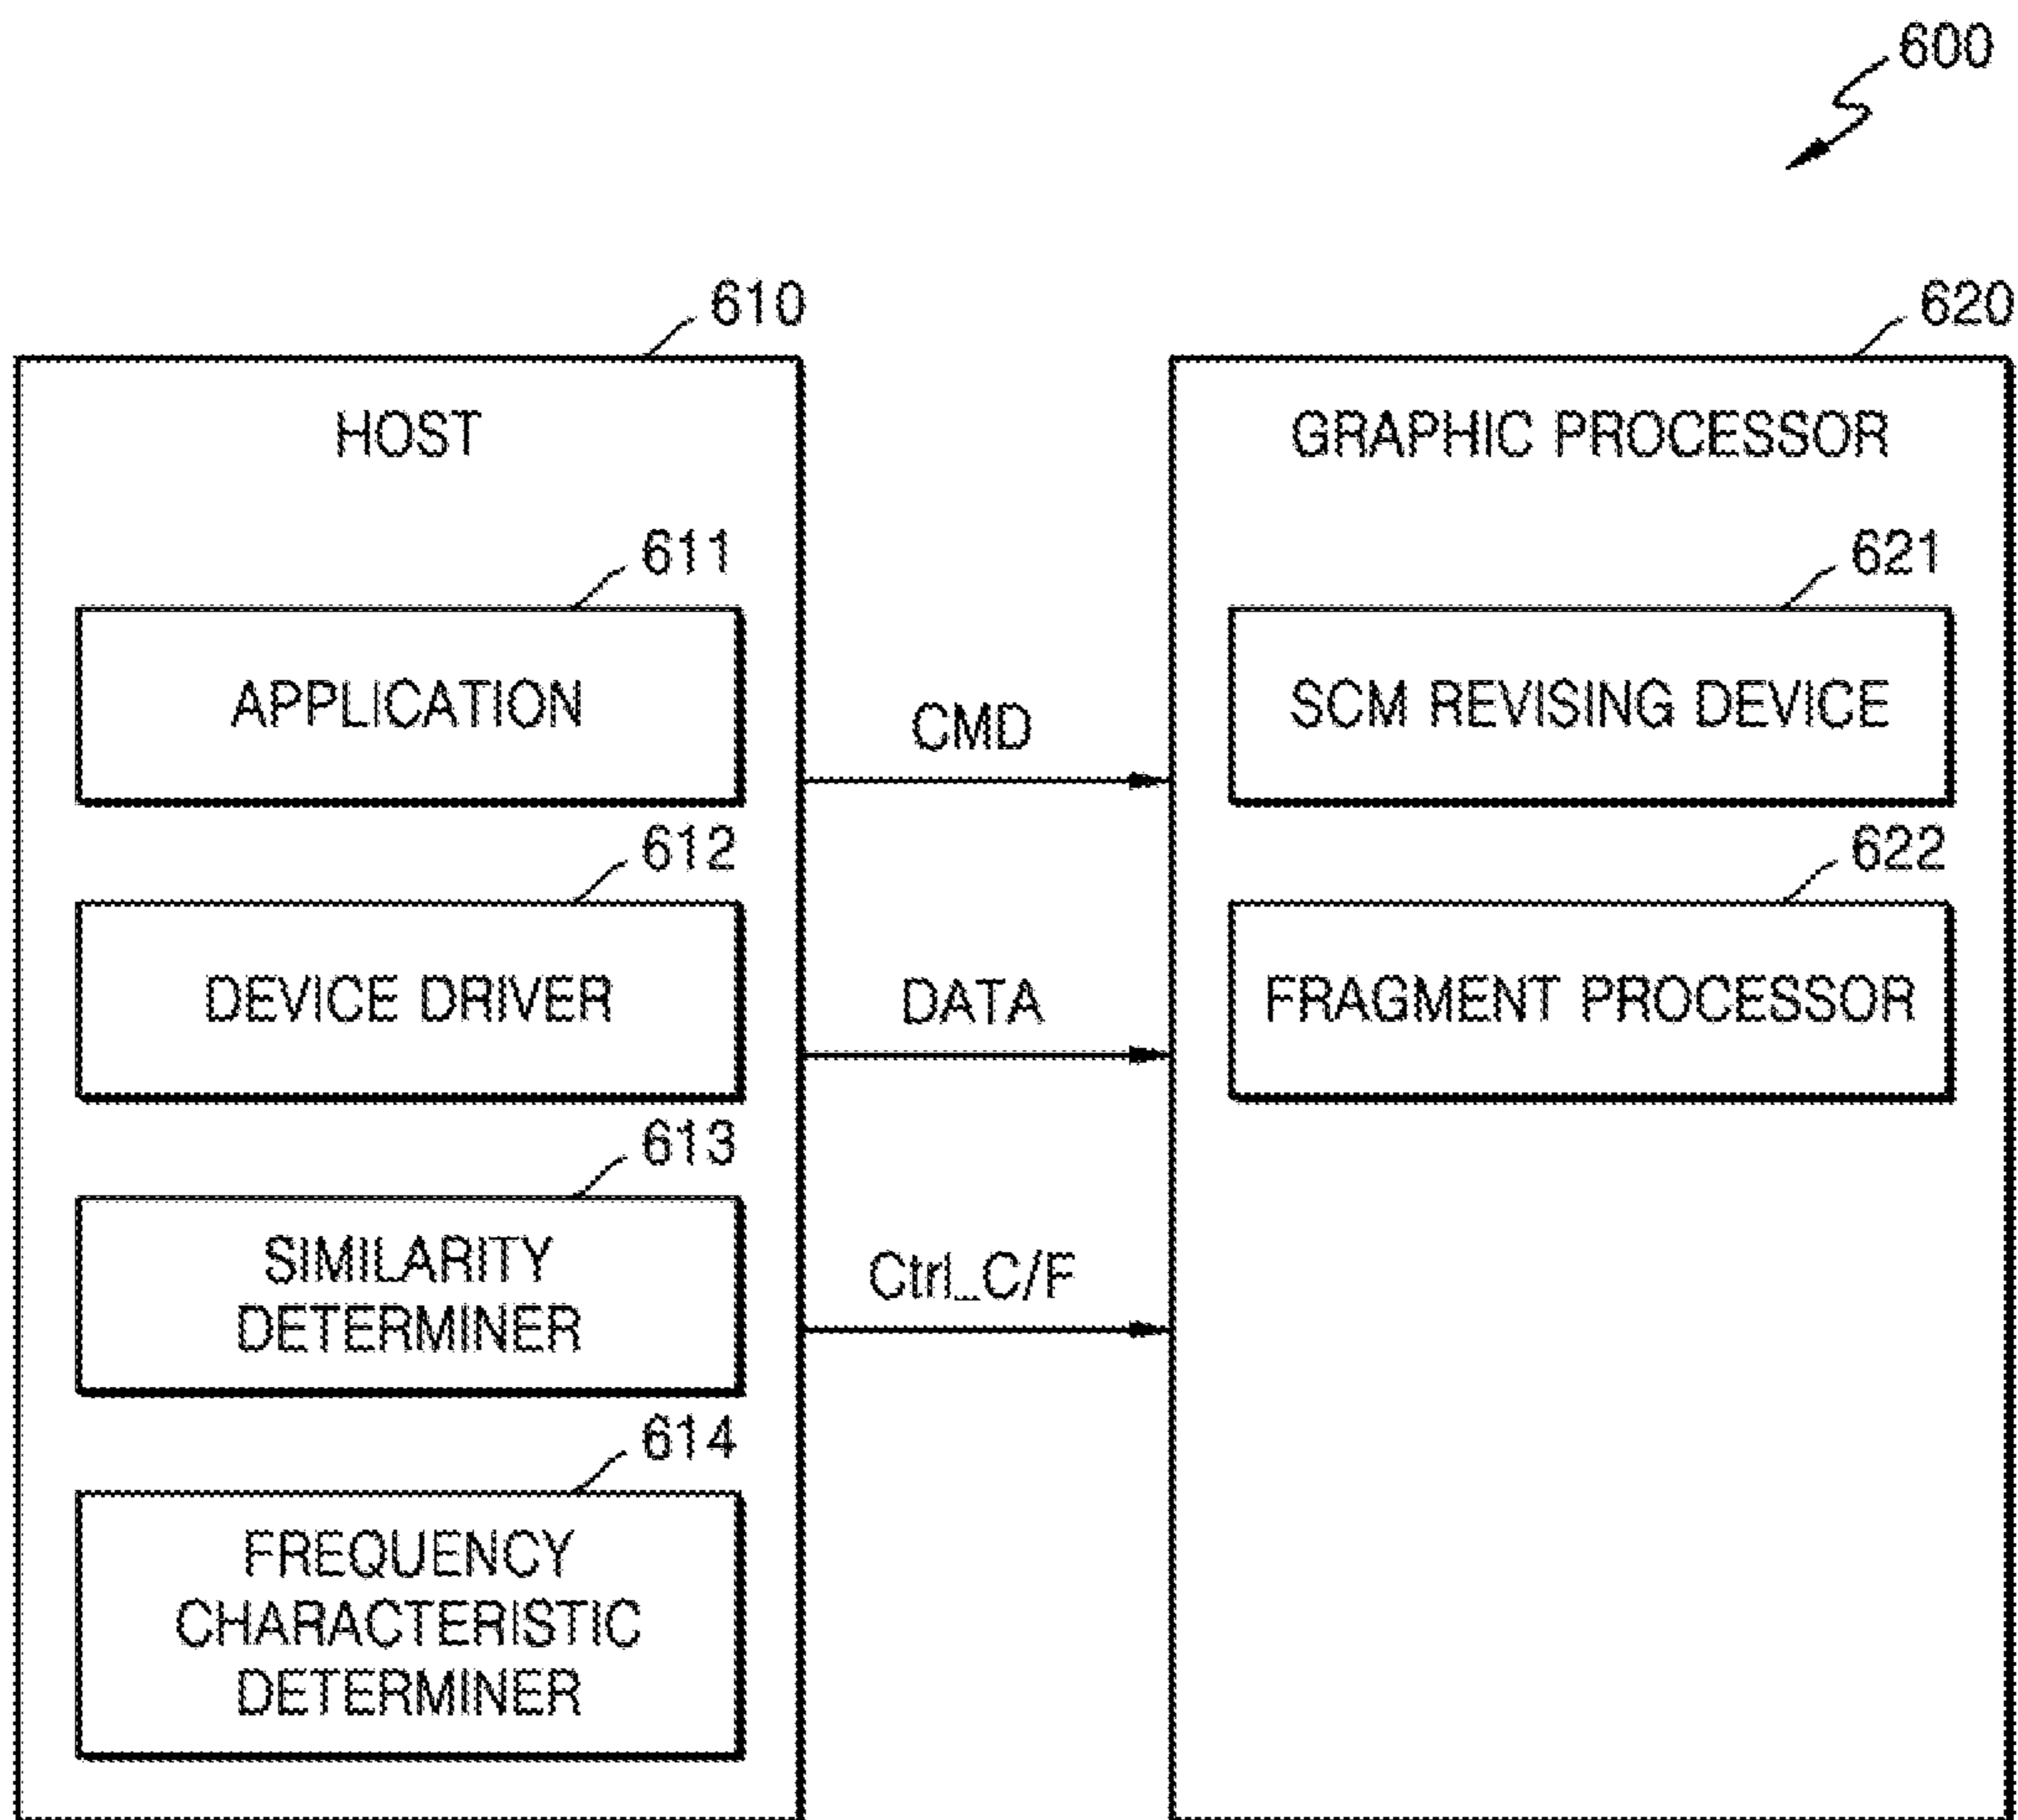 600
610
HOST
611
APPLICATION
612
DEVICE DRIVER
613
SIMILARITY
DETERMINER
614
FREQUENCY
CHARACTERISTIC
DETERMINER
CMD
DATA
Ctrl_C/F
620
GRAPHIC PROCESSOR
621
SCM REVISING DEVICE
622
FRAGMENT PROCESSOR